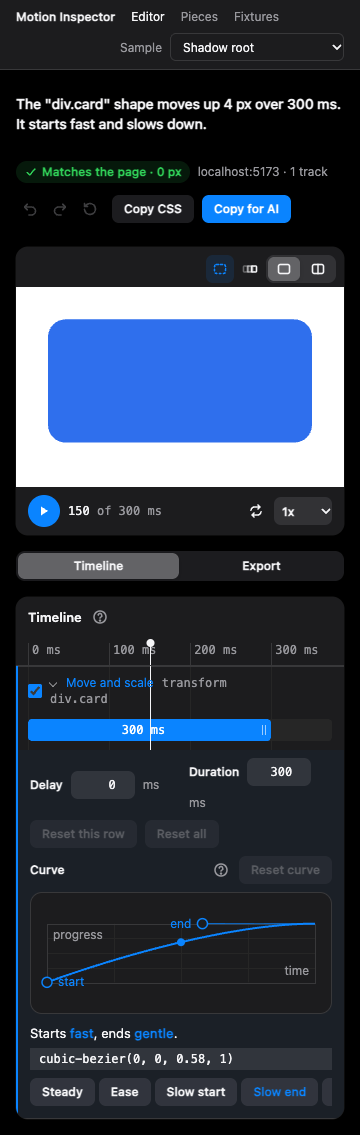 Motion Inspector Editor Pieces Fixtures
Sample Shadow root
The "div.card" shape moves up 4 px over 300 ms.
It starts fast and slows down.
Matches the page · 0 px localhost:5173 · 1 track
Copy CSS Copy for AI
150 of 300 ms 1x
Timeline Export
Timeline ?
0 ms 100 ms 200 ms 300 ms
Move and scale transform
div.card
300 ms
Delay 0 ms Duration 300
ms
Reset this row Reset all
Curve ? Reset curve
end
progress
time
start
Starts fast, ends gentle.
cubic-bezier(0, 0, 0.58, 1)
Steady Ease Slow start Slow end